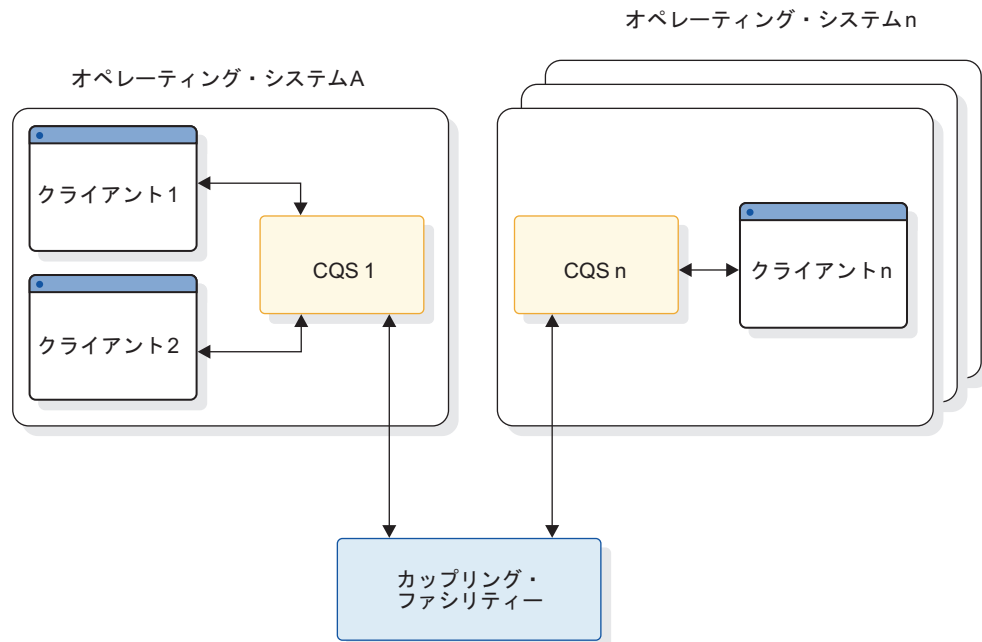 オペレーティング・システムn
オペレーティング・システムA
クライアント1
CQS 1
クライアント2
CQS n
クライアントn
カップリング・
ファシリティー